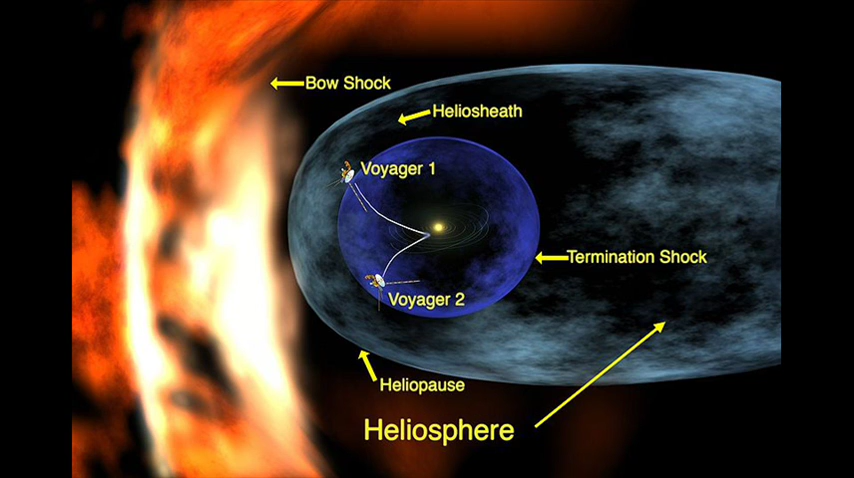 Bow Shock
Heliosheath
Voyager 1
Termination Shock
Voyager 2
Heliopause
Heliosphere